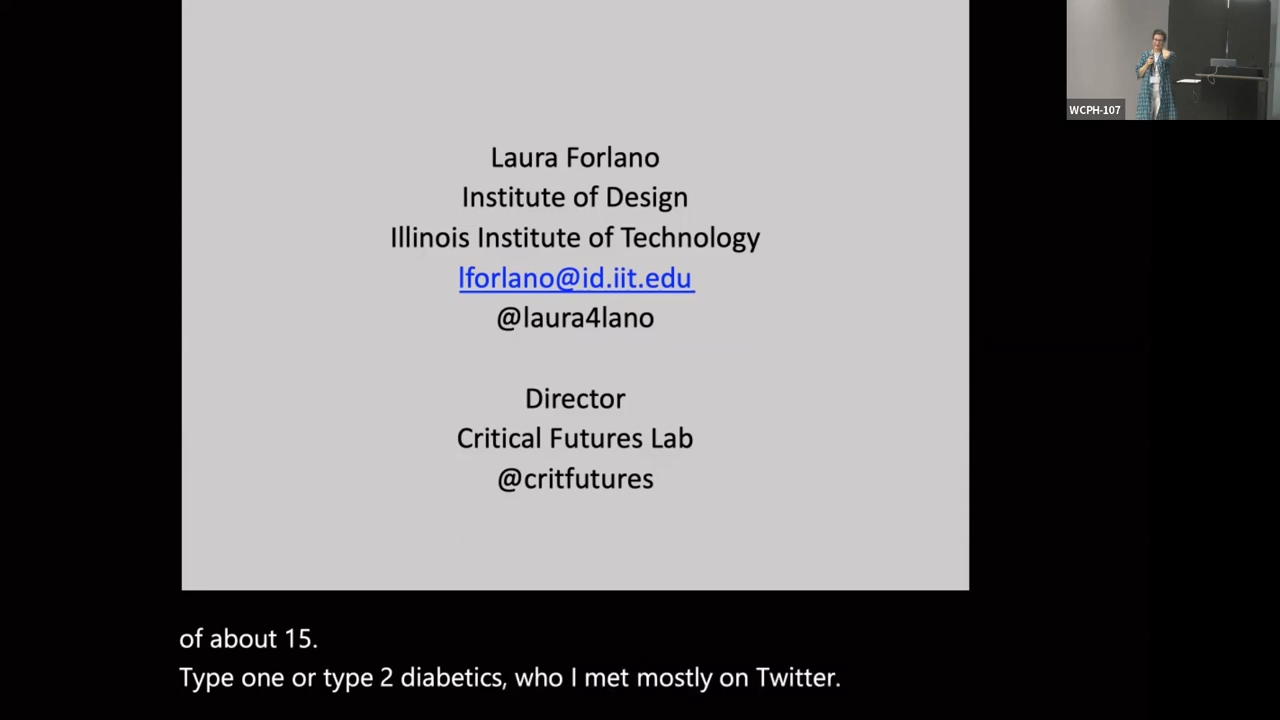 WCPH-107
Laura Forlano
Institute of Design
Illinois Institute of Technology
lforlano@id.iit.edu
@laura4lano
Director
Critical Futures Lab
@critfutures
of about 15.
Type one or type 2 diabetics, who I met mostly on Twitter.